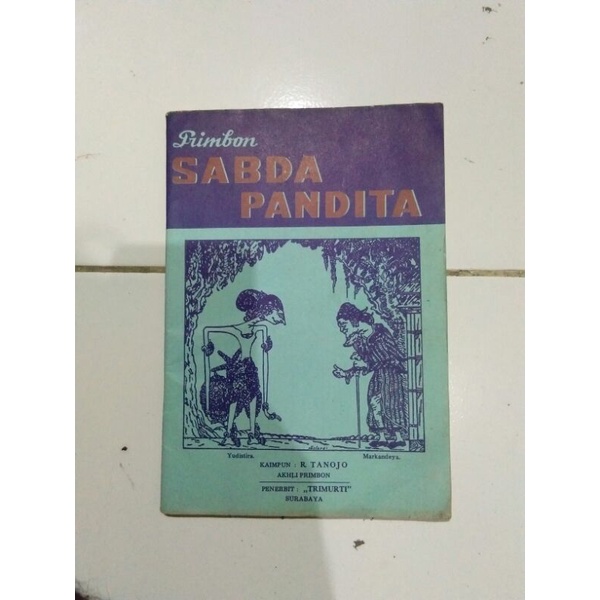 Primbon
SABDA
PANDITA
Yudistira.
Markandeya.
KAIMPUN : R. TANOJO
AKHLI PRIMBON
PENERBIT : „TRIMURTI"
SURABAYA